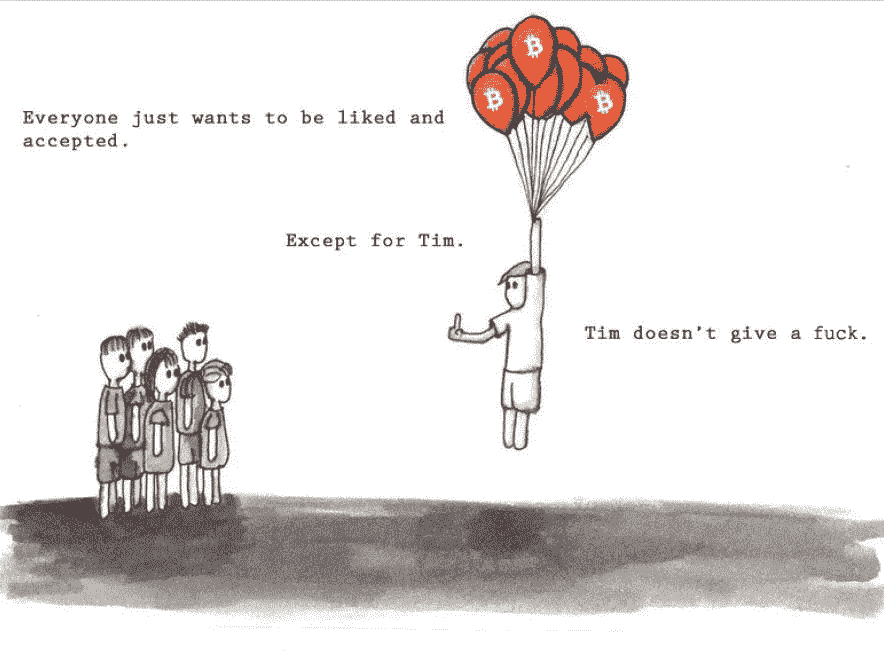 Everyone just wants to be liked and
accepted.
Except for Tim.
Tim doesn't give a fuck.